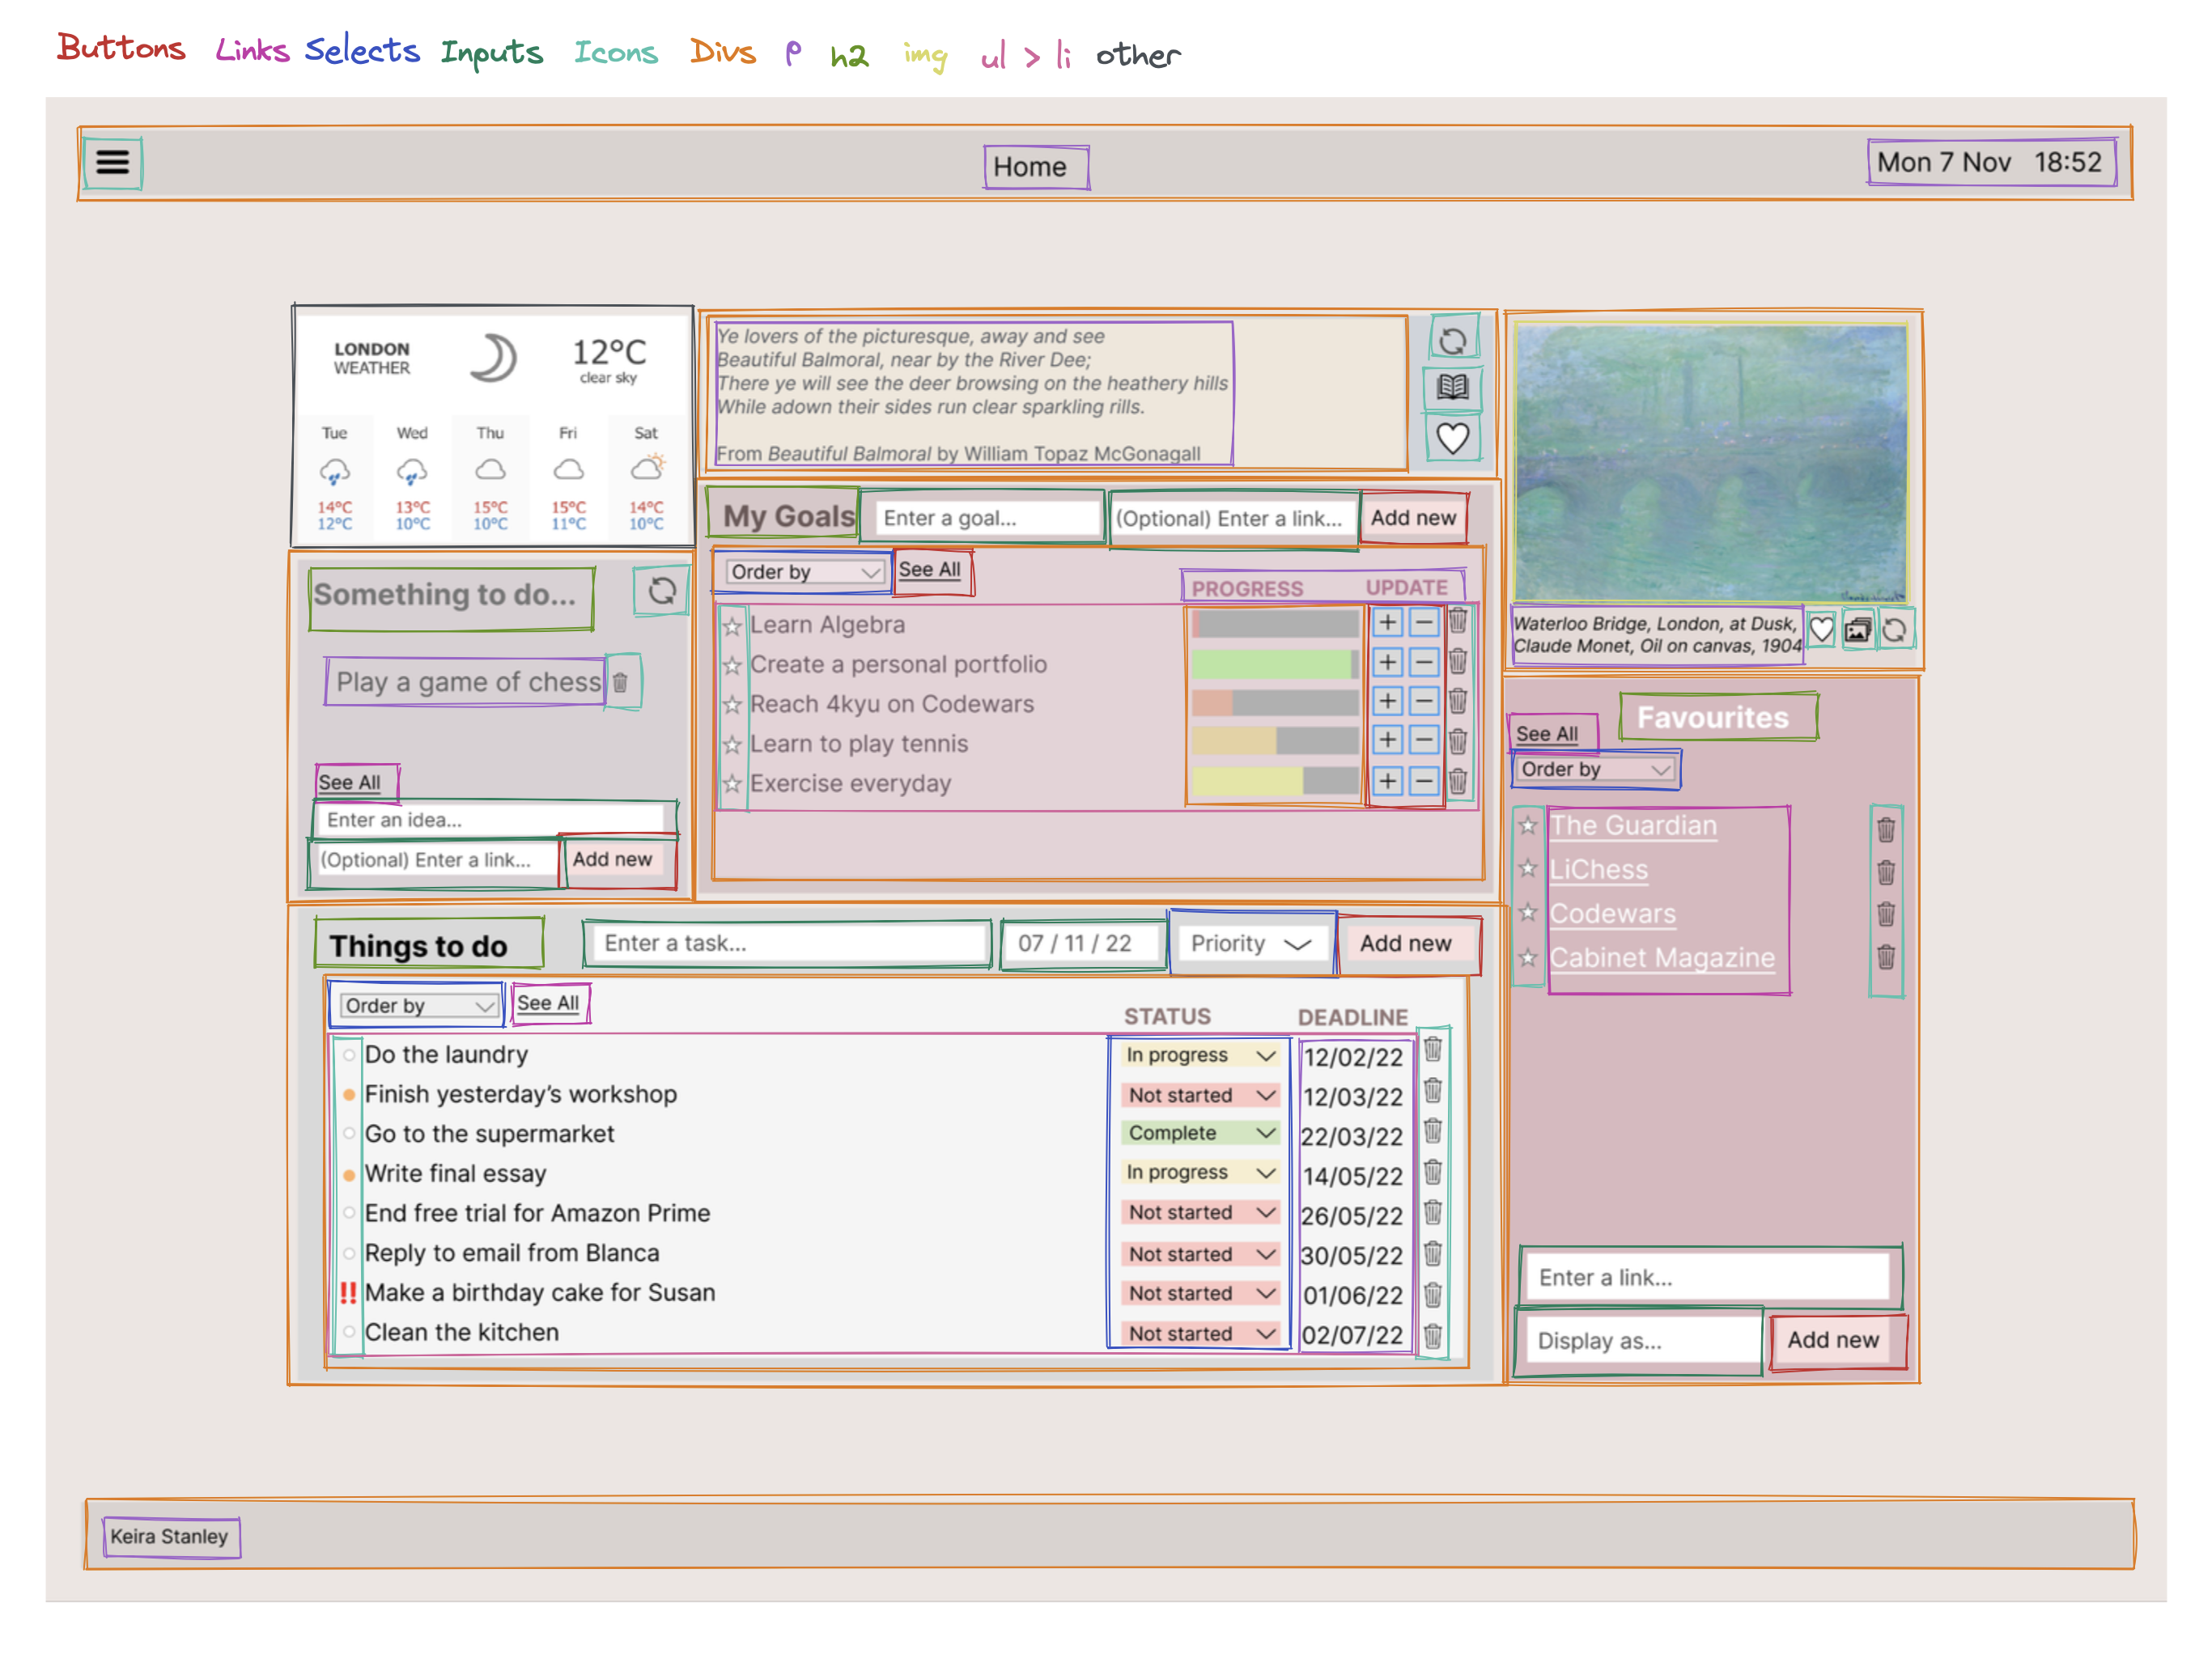 Buttons Links Selects Inputs Icons Divs p h2 img ul > li other
Home
Mon 7 Nov 18:52
LONDON
WEATHER
12°C
clear sky
Tue Wed Thu Fri Sat
14°C 13°C 15°C 15°C 14°C
12°C 10°C 10°C 11°C 10°C
Ye lovers of the picturesque, away and see
Beautiful Balmoral, near by the River Dee;
There ye will see the deer browsing on the heathery hills
While adown their sides run clear sparkling rills.
From Beautiful Balmoral by William Topaz McGonagall
Waterloo Bridge, London, at Dusk,
Claude Monet, Oil on canvas, 1904
Something to do...
Play a game of chess
See All
Enter an idea...
(Optional) Enter a link... Add new
My Goals Enter a goal... (Optional) Enter a link... Add new
Order by See All
PROGRESS UPDATE
Learn Algebra + −
Create a personal portfolio + −
Reach 4kyu on Codewars + −
Learn to play tennis + −
Exercise everyday + −
Favourites
See All
Order by
The Guardian
LiChess
Codewars
Cabinet Magazine
Enter a link...
Display as... Add new
Things to do Enter a task... 07 / 11 / 22 Priority Add new
Order by See All
STATUS DEADLINE
Do the laundry In progress 12/02/22
Finish yesterday's workshop Not started 12/03/22
Go to the supermarket Complete 22/03/22
Write final essay In progress 14/05/22
End free trial for Amazon Prime Not started 26/05/22
Reply to email from Blanca Not started 30/05/22
!! Make a birthday cake for Susan Not started 01/06/22
Clean the kitchen Not started 02/07/22
Keira Stanley